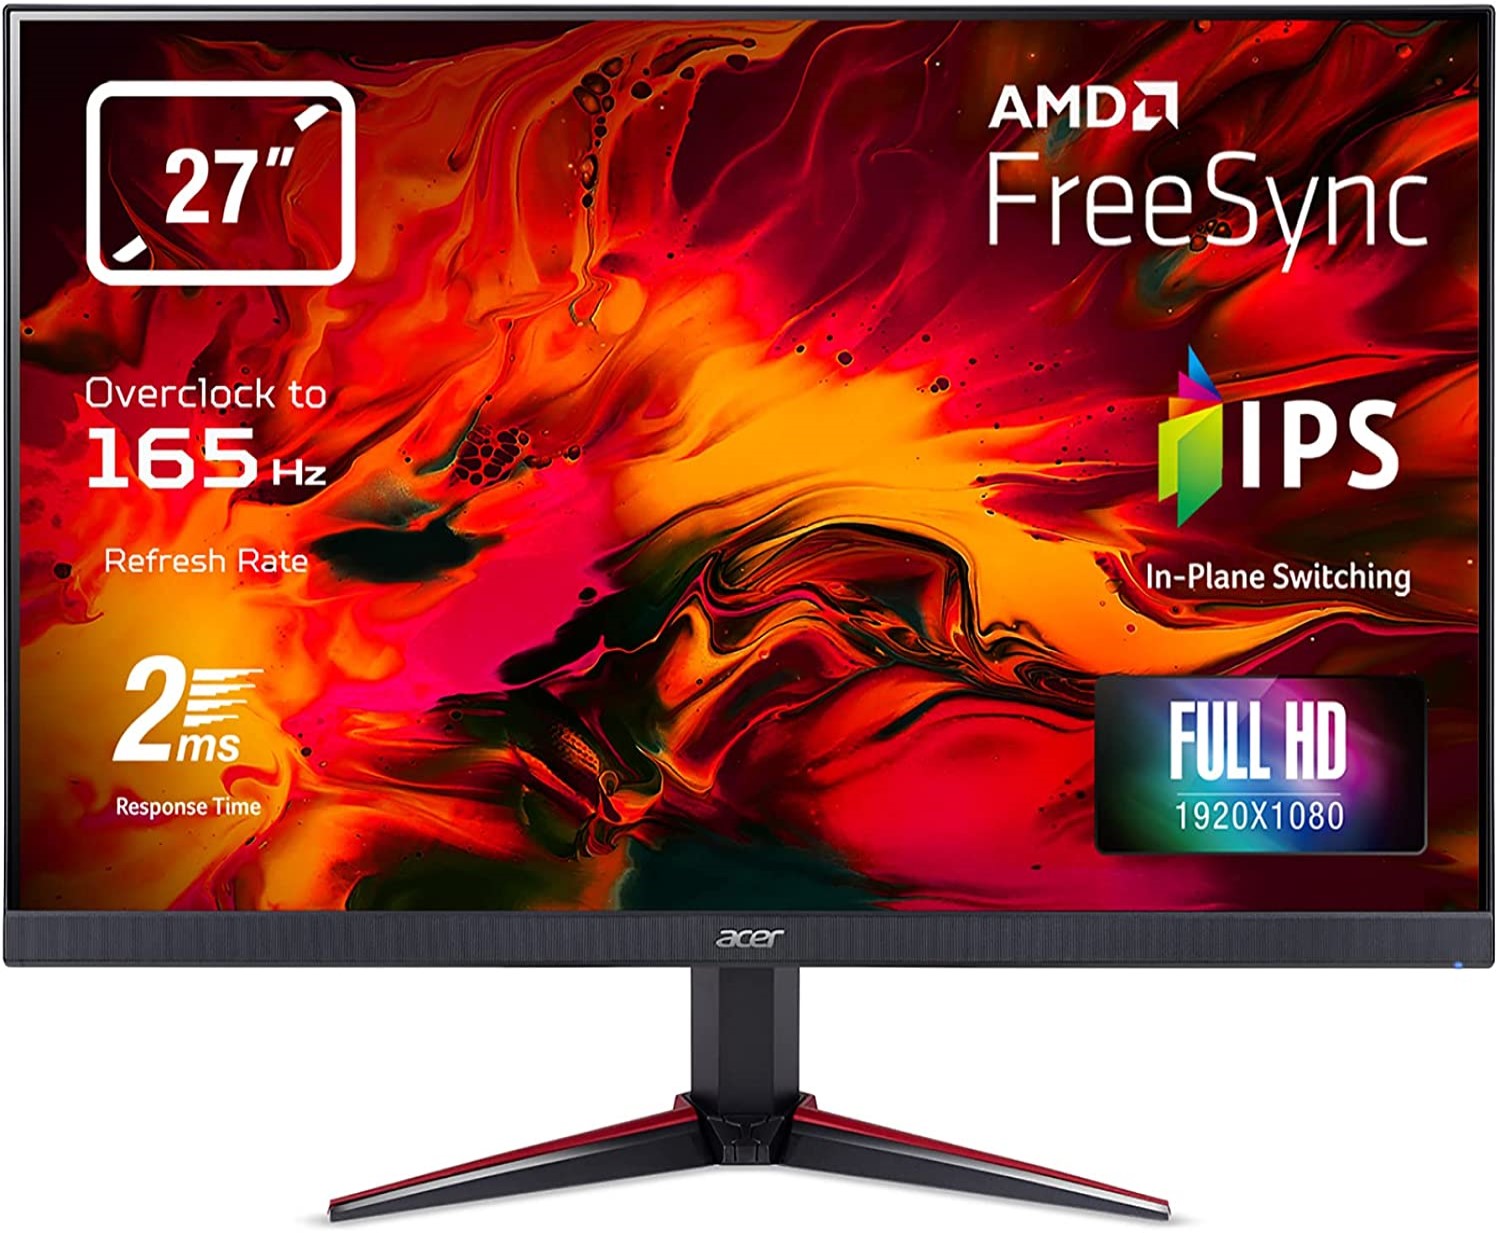 27"
AMD
FreeSync
Overclock to
165 Hz
Refresh Rate
IPS
In-Plane Switching
2ms
Response Time
FULL HD
1920X1080
acer